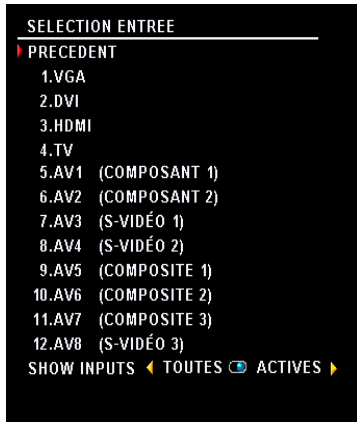 SELECTION ENTREE
PRECEDENT
1.VGA
2.DVI
3.HDMI
4.TV
5.AV1 (COMPOSANT 1)
6.AV2 (COMPOSANT 2)
7.AV3 (S-VIDÉO 1)
8.AV4 (S-VIDÉO 2)
9.AV5 (COMPOSITE 1)
10.AV6 (COMPOSITE 2)
11.AV7 (COMPOSITE 3)
12.AV8 (S-VIDÉO 3)
SHOW INPUTS TOUTES ACTIVES